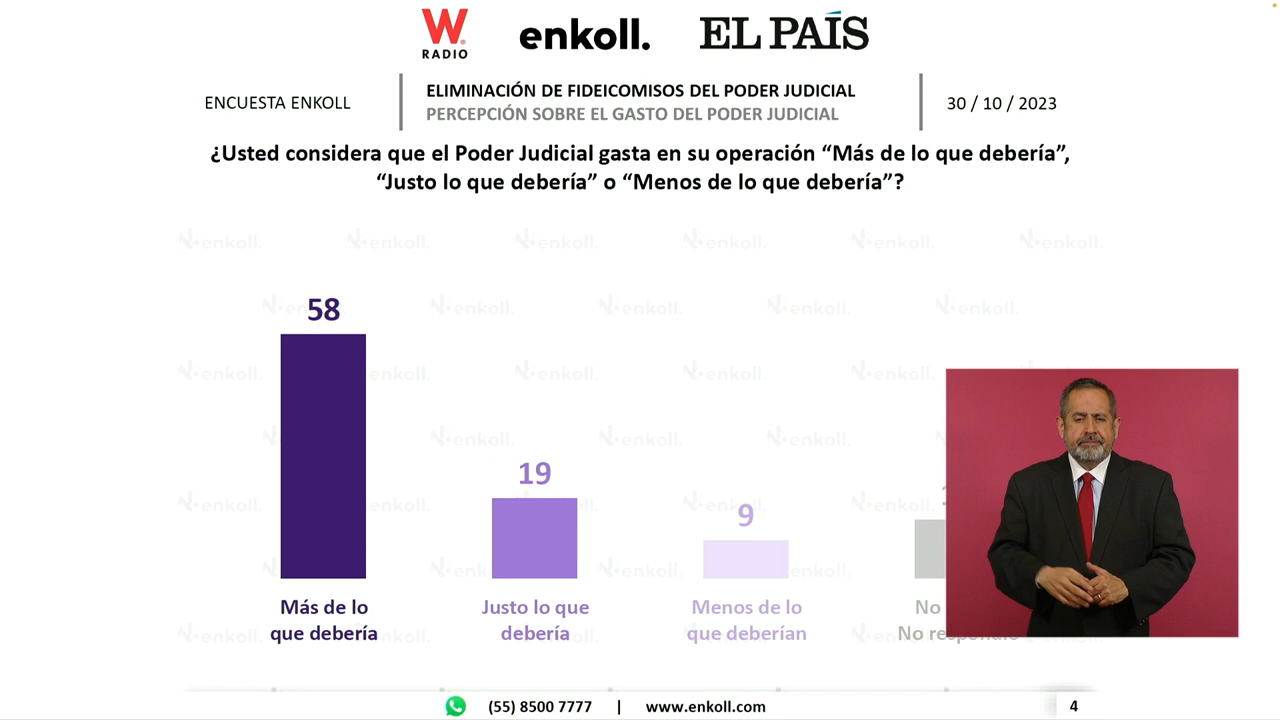 W
RADIO
enkoll.
EL PAÍS
ENCUESTA ENKOLL
ELIMINACIÓN DE FIDEICOMISOS DEL PODER JUDICIAL
PERCEPCIÓN SOBRE EL GASTO DEL PODER JUDICIAL
30 / 10 / 2023
¿Usted considera que el Poder Judicial gasta en su operación “Más de lo que debería”,
“Justo lo que debería” o “Menos de lo que debería”?
58
19
9
Más de lo
que debería
Justo lo que
debería
Menos de lo
que deberían
No
No respondió
(55) 8500 7777 | www.enkoll.com
4